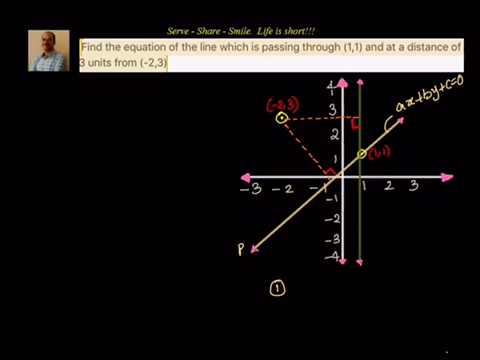 Serve - Share - Smile. Life is short!!!
Find the equation of the line which is passing through (1,1) and at a distance of
3 units from (-2,3)
4
ax+by+c=0
(-2,3)
3
2
1
(1,1)
-3 -2 -1 1 2 3
-1
-2
P
-3
-4
1